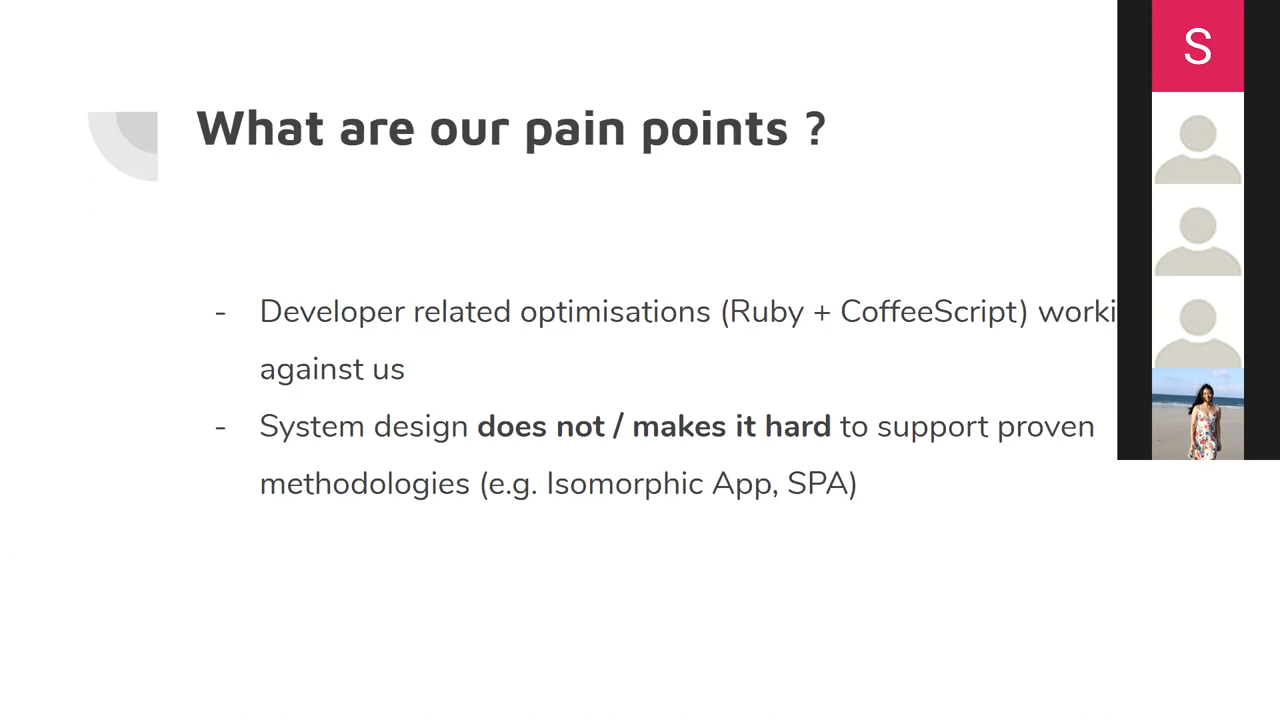 What are our pain points ?
- Developer related optimisations (Ruby + CoffeeScript)
against us
- System design does not / makes it hard to support proven
methodologies (e.g. Isomorphic App, SPA)
S